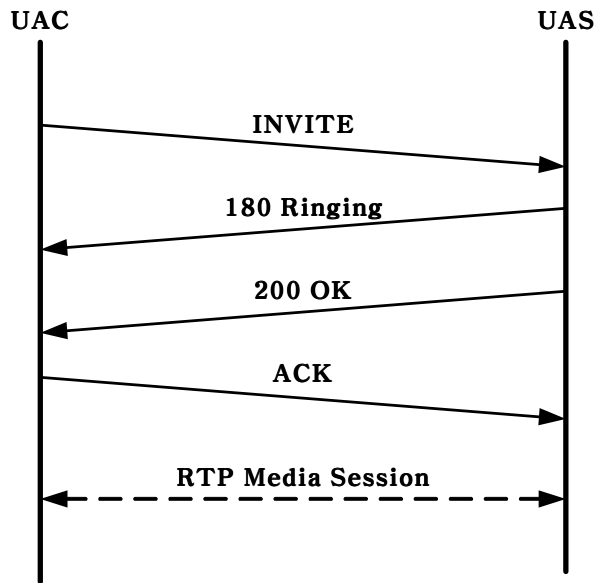 UAC
UAS
INVITE
180 Ringing
200 OK
ACK
RTP Media Session